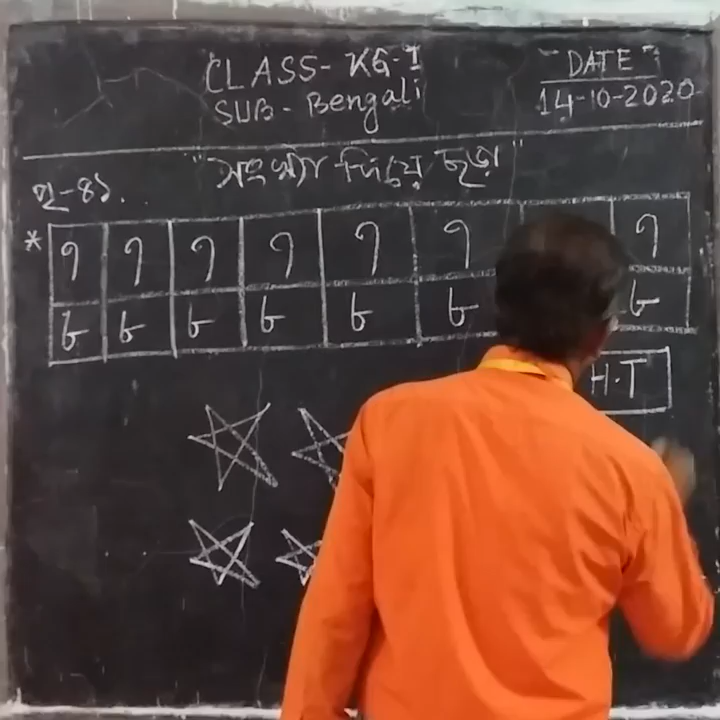 CLASS- KG-I
SUB- Bengali
"DATE"
14-10-2020
"সংখ্যা দিয়ে ছড়া"
পৃ-৪১.
* ৭ ৭ ৭ ৭ ৭ ৭ ৭
৮ ৮ ৮ ৮ ৮ ৮ ৮
H.T